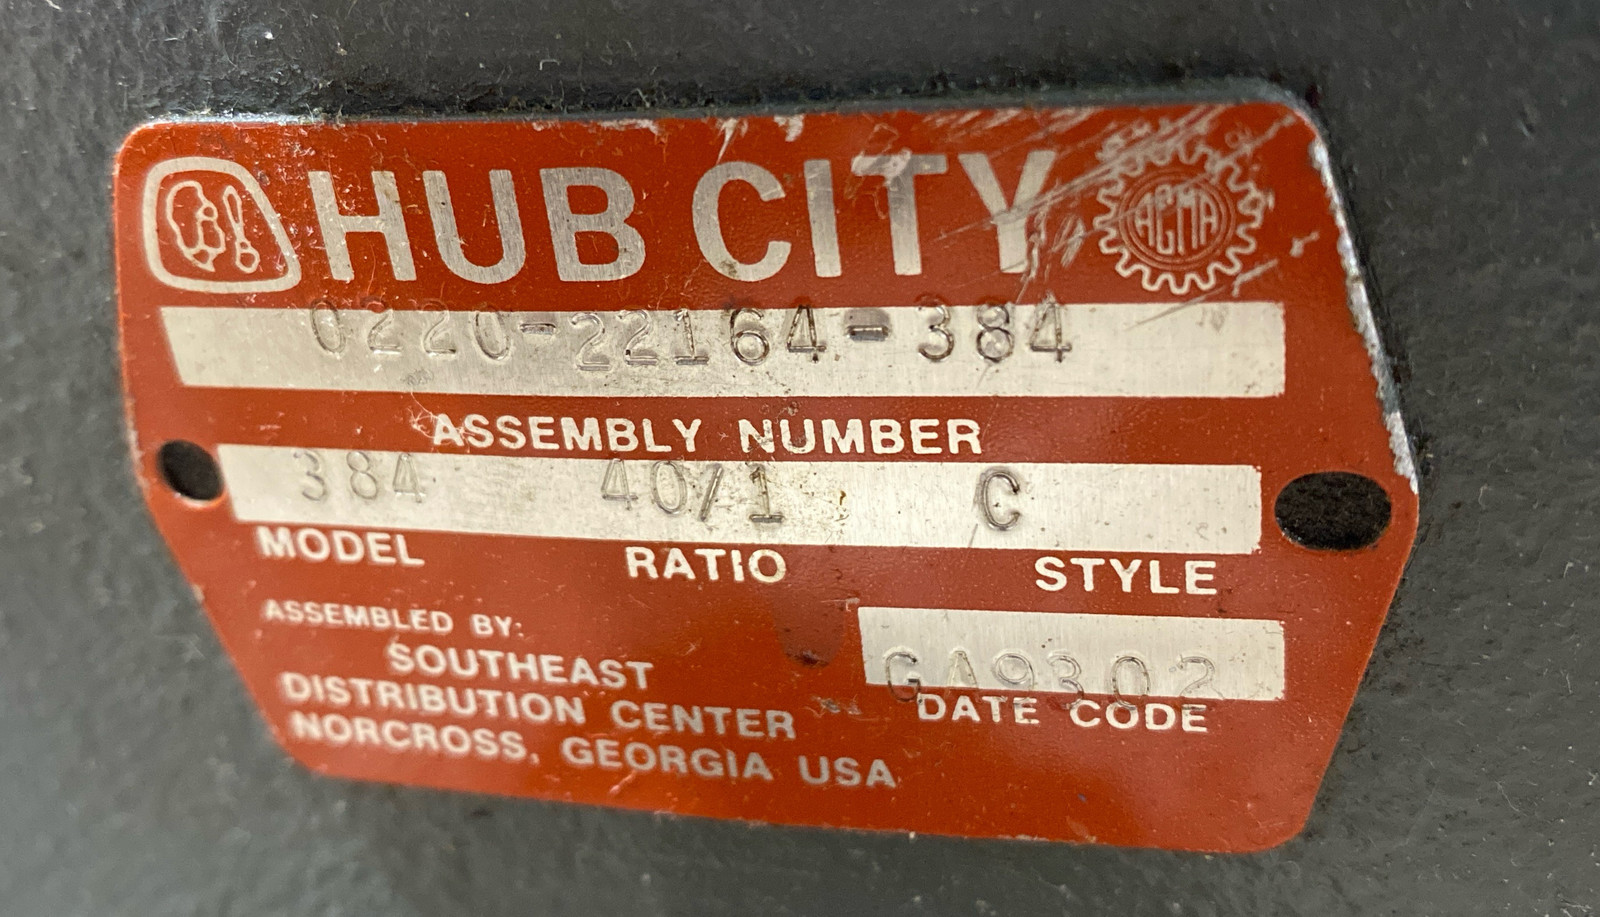 HUB CITY
AGMA
0220-22164-384
ASSEMBLY NUMBER
384 40/1 C
MODEL RATIO STYLE
ASSEMBLED BY:
SOUTHEAST
DISTRIBUTION CENTER
NORCROSS, GEORGIA USA
GA9302
DATE CODE